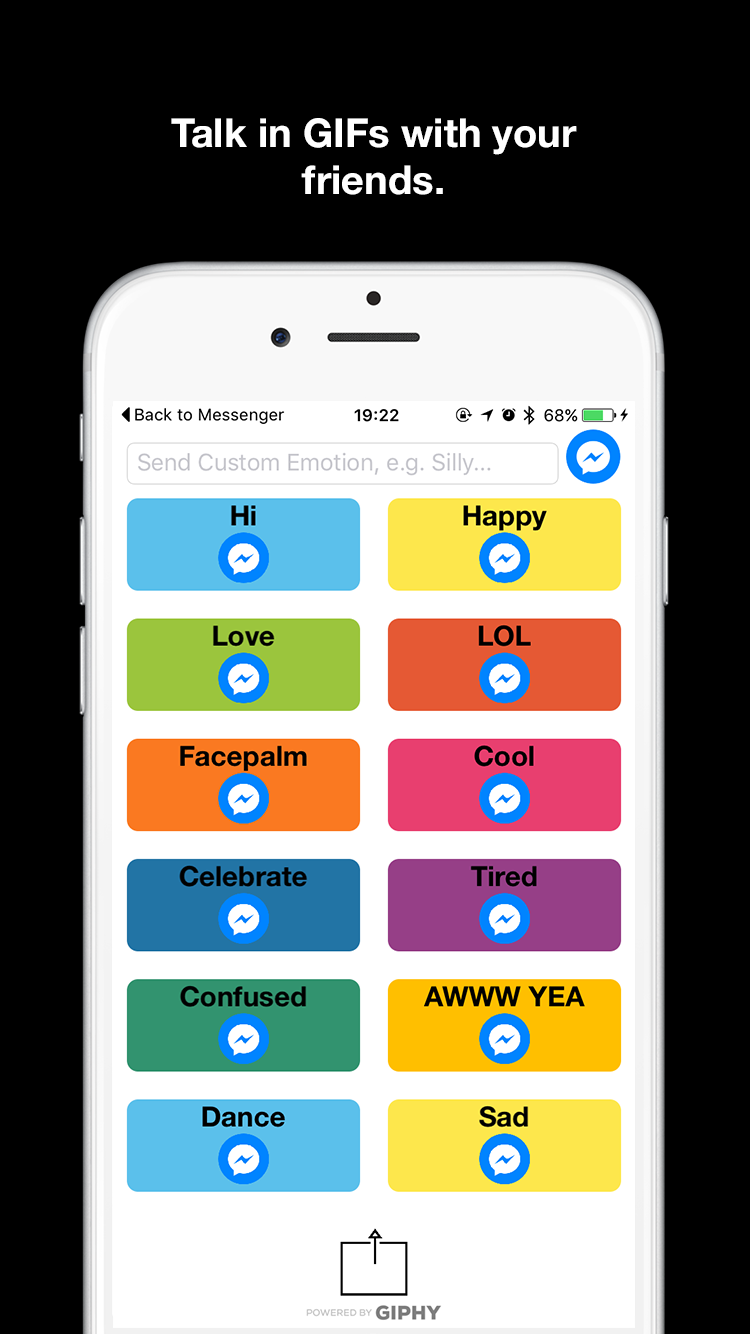 Talk in GIFs with your
friends.
Back to Messenger 19:22 68%
Send Custom Emotion, e.g. Silly...
Hi Happy
Love LOL
Facepalm Cool
Celebrate Tired
Confused AWWW YEA
Dance Sad
POWERED BY GIPHY